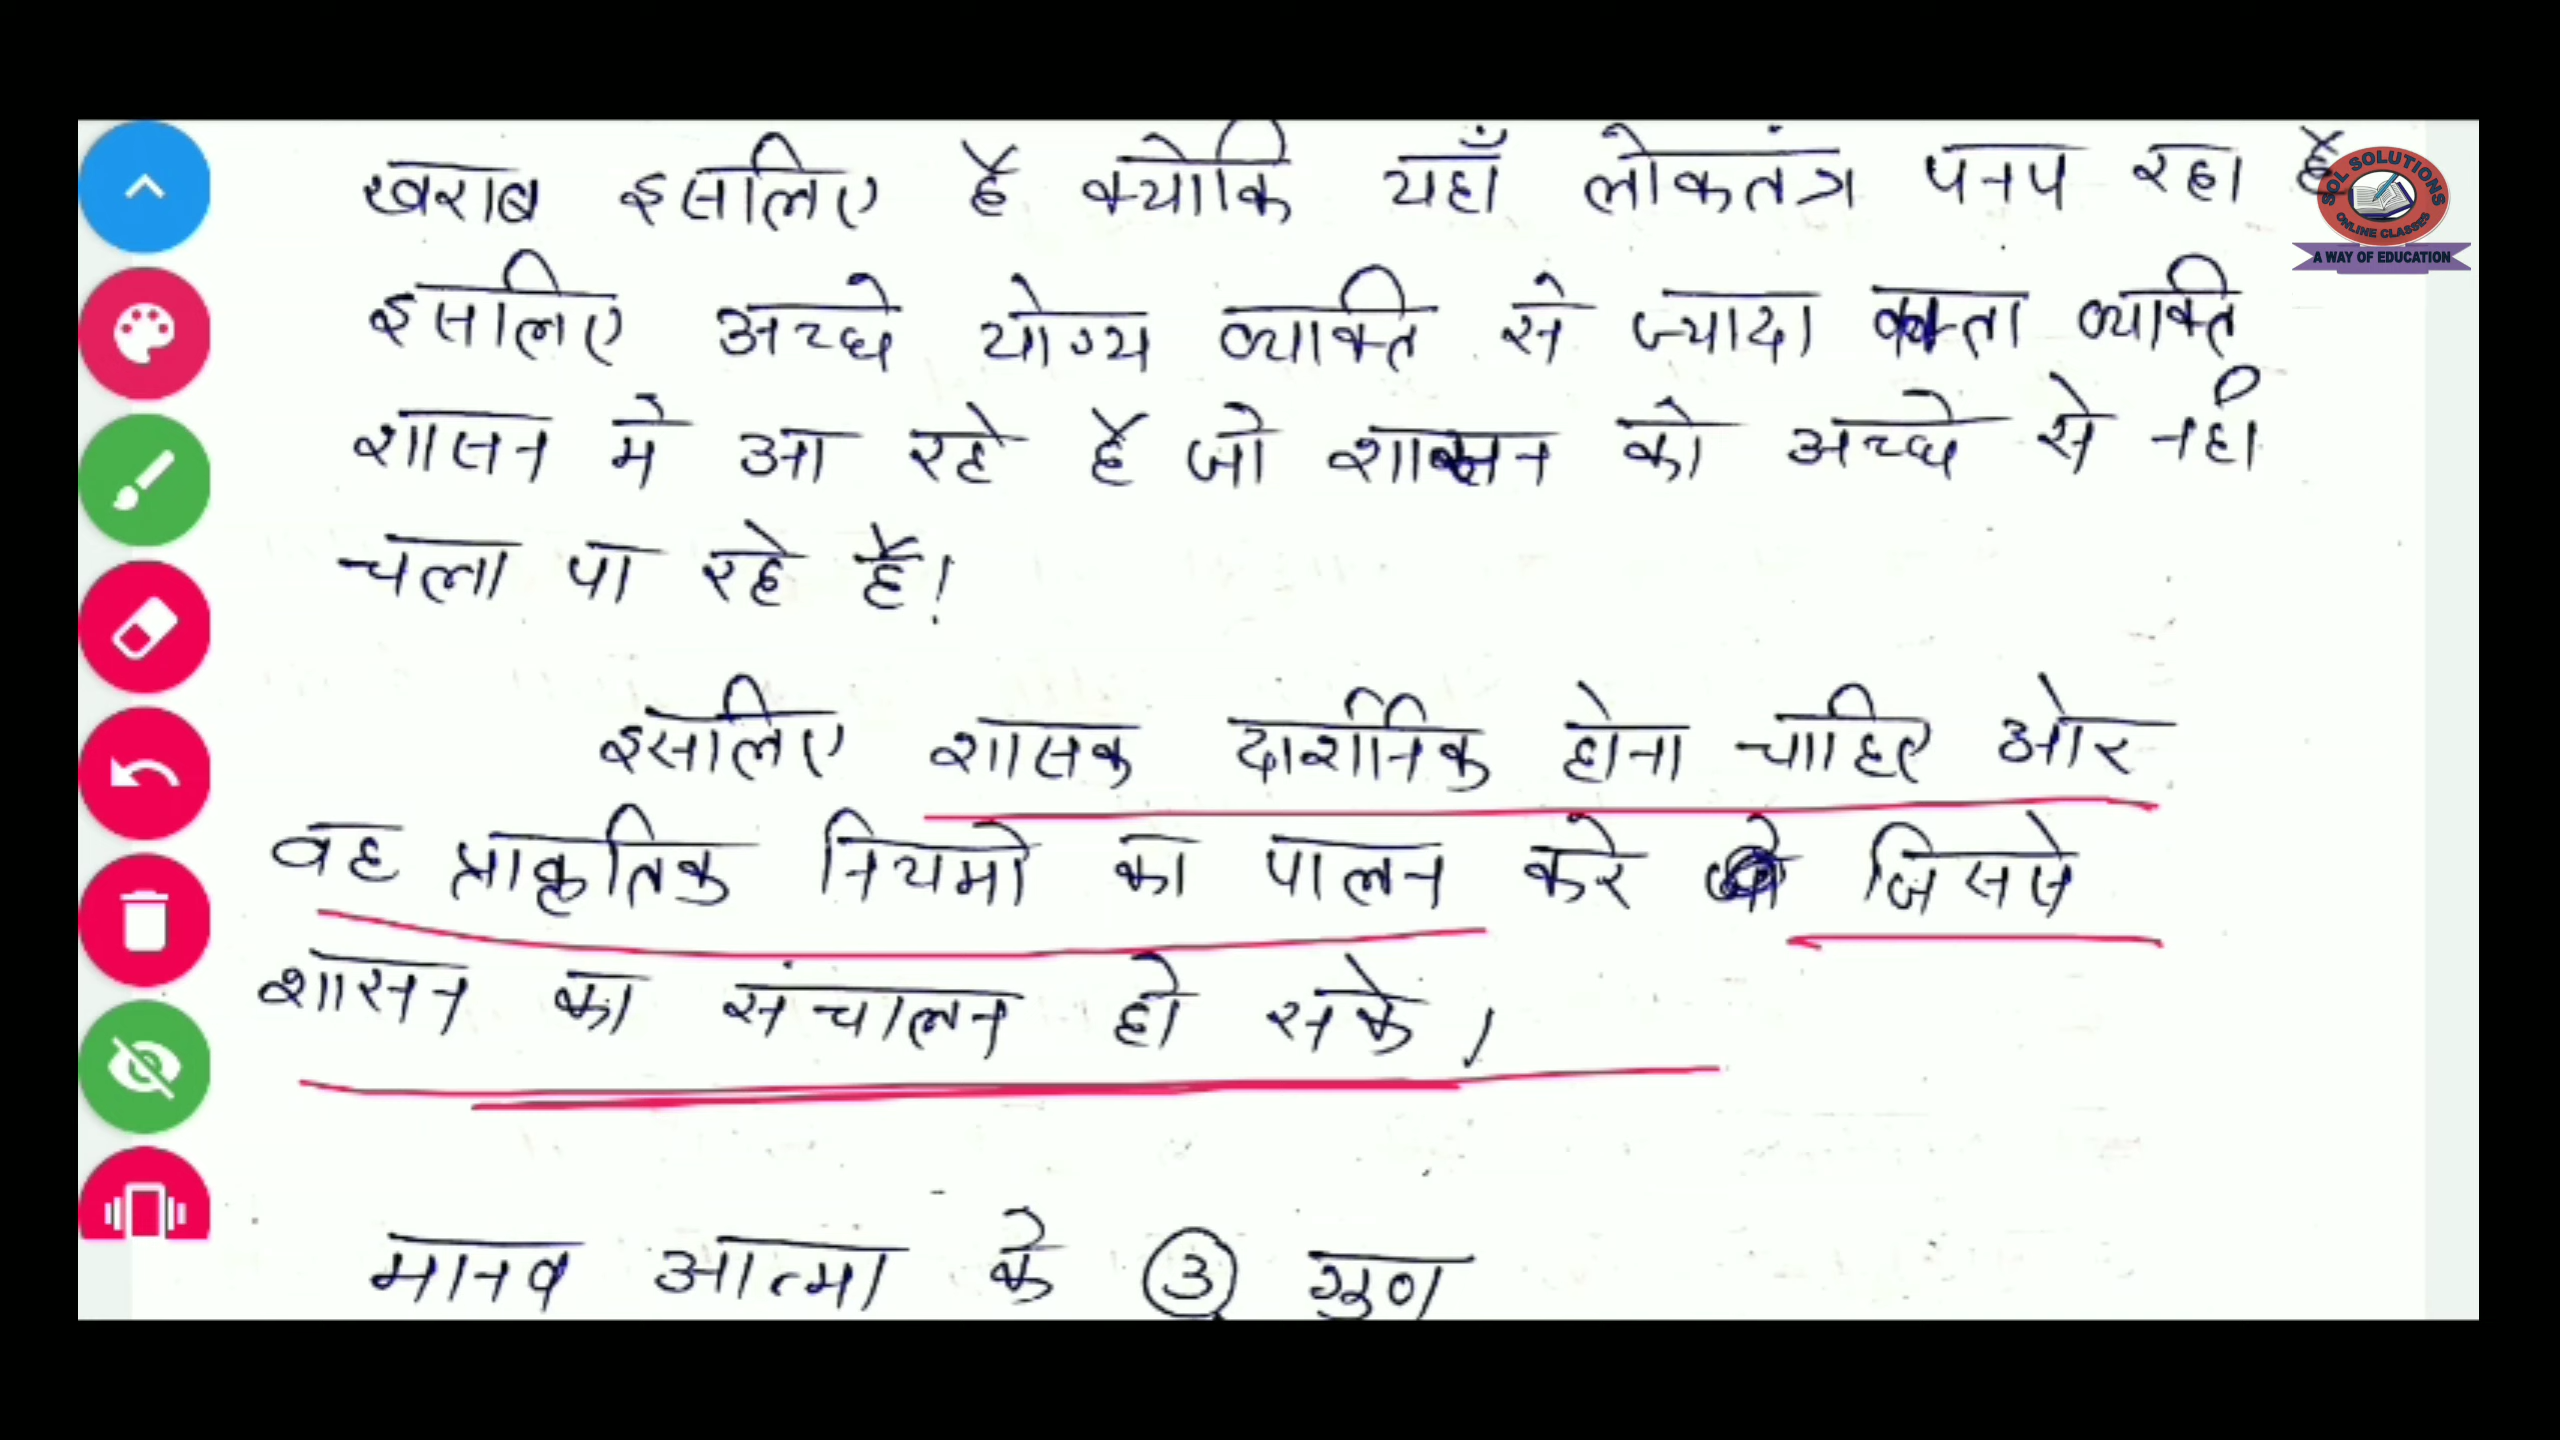 खराब इसलिए है क्योकि यहाँ लोकतंत्र पनप रहा है
इसलिए अच्छे योग्य व्यक्ति से ज्यादा वक्ता व्यक्ति
शासन मे आ रहे है जो शासन को अच्छे से नही
चला पा रहे है!
इसलिए शासक दार्शनिक होना चाहिए ओर
वह प्राकृतिक नियमो का पालन करे जिससे
शासन का संचालन हो सके।
मानव आत्मा के ③ गुण
SOL SOLUTIONS
ONLINE CLASSES
A WAY OF EDUCATION